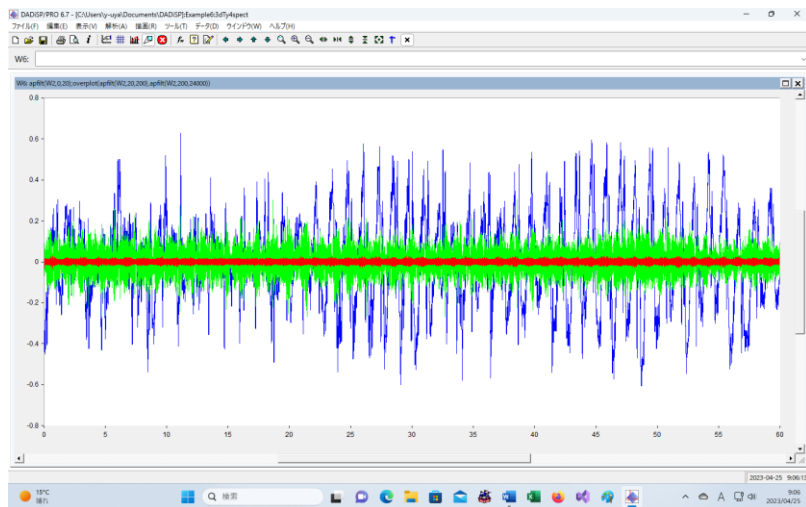 DADiSP/PRO 6.7 - [C:\Users\y-uya\Documents\DADiSP]:Example6:3dTy4spect
ファイル(F) 編集(E) 表示(V) 解析(A) 描画(R) ツール(T) データ(D) ウインドウ(W) ヘルプ(H)
W6:
W6: apfilt(W2,0,20);overplot(apfilt(W2,20,200),apfilt(W2,200,24000))
0.8
0.6
0.4
0.2
0
-0.2
-0.4
-0.6
-0.8
0 5 10 15 20 25 30 35 40 45 50 55 60
2023-04-25 9:06:13
15°C
晴れ
検索
A
9:06
2023/04/25